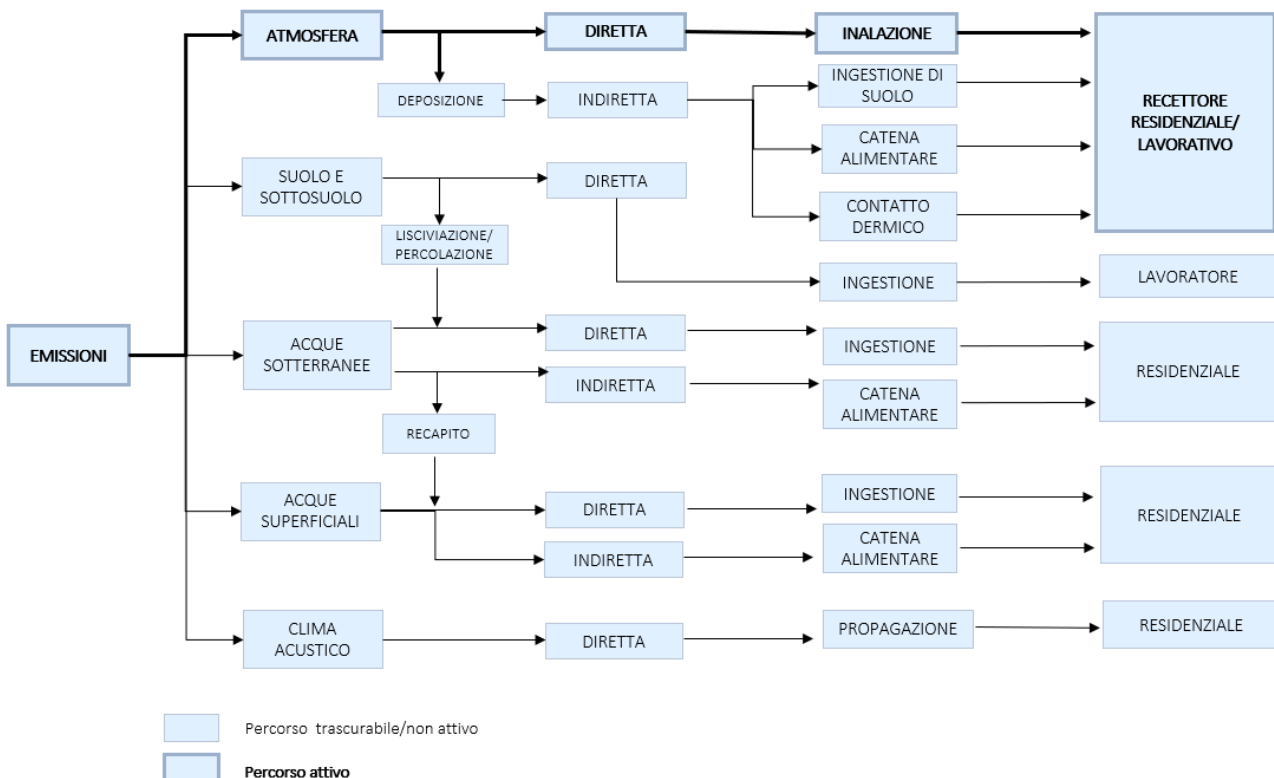 ATMOSFERA
DIRETTA
INALAZIONE
DEPOSIZIONE
INDIRETTA
INGESTIONE DI
SUOLO
CATENA
ALIMENTARE
CONTATTO
DERMICO
RECETTORE
RESIDENZIALE/
LAVORATIVO
SUOLO E
SOTTOSUOLO
DIRETTA
LISCIVIAZIONE/
PERCOLAZIONE
INGESTIONE
LAVORATORE
EMISSIONI
ACQUE
SOTTERRANEE
DIRETTA
INGESTIONE
INDIRETTA
CATENA
ALIMENTARE
RESIDENZIALE
RECAPITO
ACQUE
SUPERFICIALI
DIRETTA
INGESTIONE
INDIRETTA
CATENA
ALIMENTARE
RESIDENZIALE
CLIMA
ACUSTICO
DIRETTA
PROPAGAZIONE
RESIDENZIALE
Percorso trascurabile/non attivo
Percorso attivo